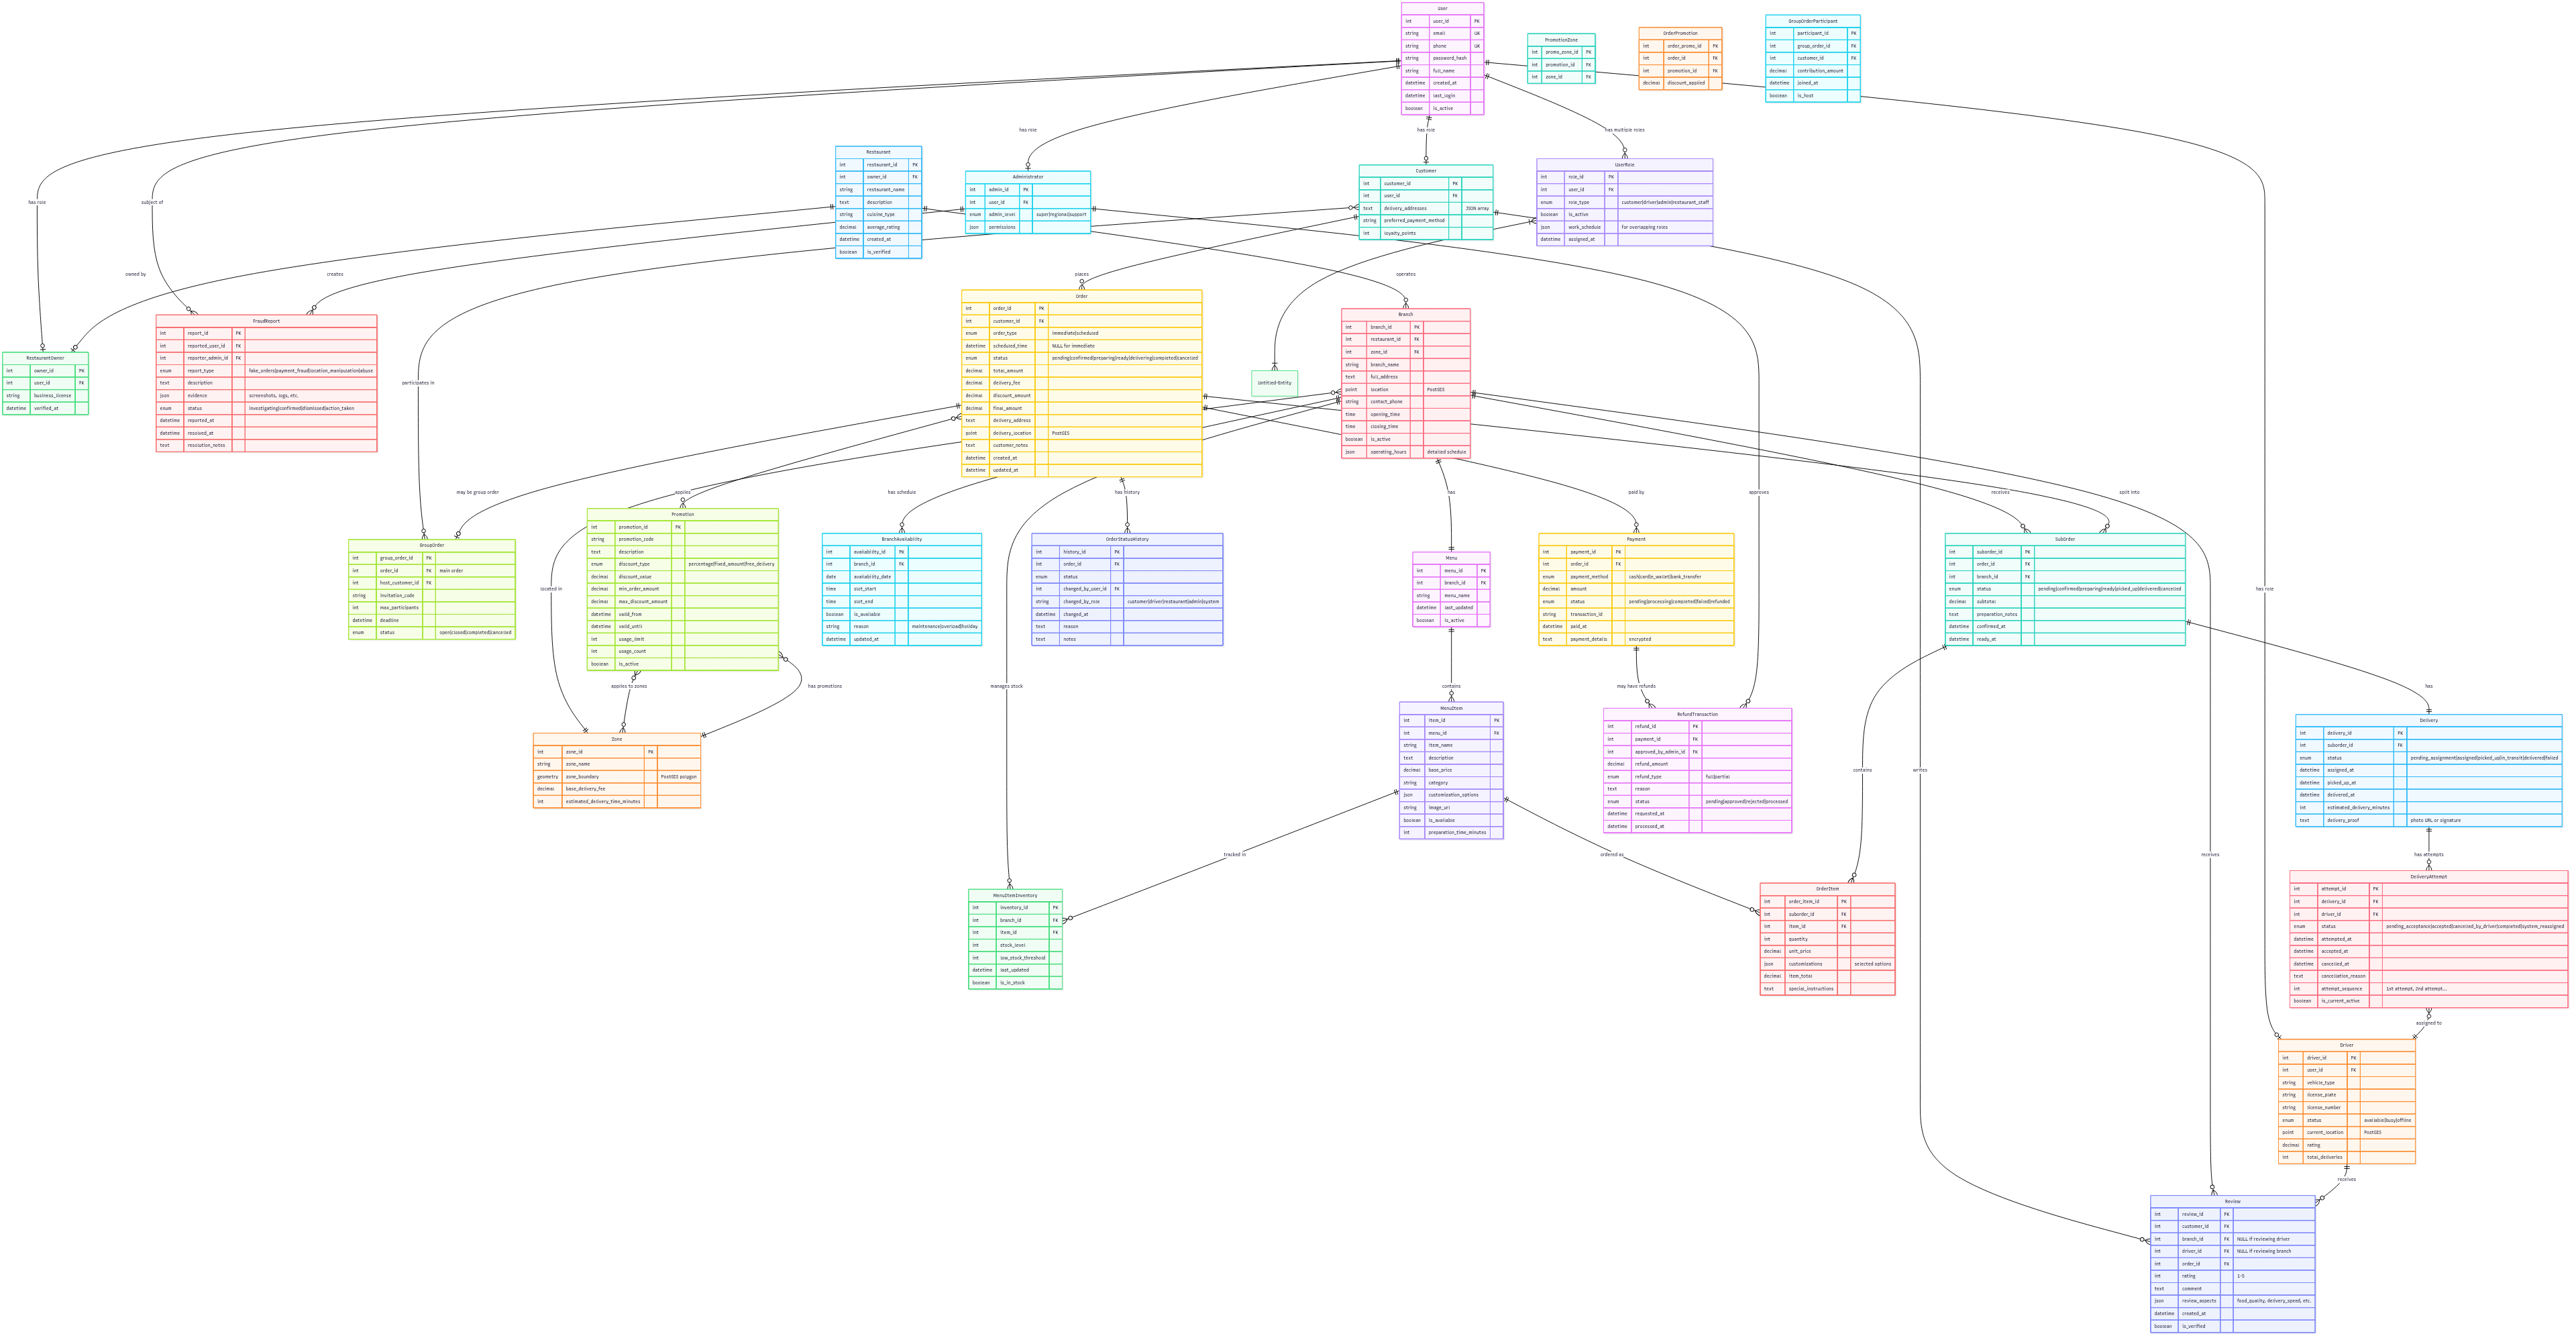 User
int user_id PK
string email UK
string phone UK
string password_hash
string full_name
datetime created_at
datetime last_login
boolean is_active
PromotionZone
int promo_zone_id PK
int promotion_id FK
int zone_id FK
OrderPromotion
int order_promo_id PK
int order_id FK
int promotion_id FK
decimal discount_applied
GroupOrderParticipant
int participant_id PK
int group_order_id FK
int customer_id FK
decimal contribution_amount
datetime joined_at
boolean is_host
has role
has role
has multiple roles
Restaurant
int restaurant_id PK
int owner_id FK
string restaurant_name
text description
string cuisine_type
decimal average_rating
datetime created_at
boolean is_verified
Administrator
int admin_id PK
int user_id FK
enum admin_level super|regional|support
json permissions
Customer
int customer_id PK
int user_id FK
text delivery_addresses JSON array
string preferred_payment_method
int loyalty_points
UserRole
int role_id PK
int user_id FK
enum role_type customer|driver|admin|restaurant_staff
boolean is_active
json work_schedule for overlapping roles
datetime assigned_at
has role
subject of
owned by
creates
places
operates
RestaurantOwner
int owner_id PK
int user_id FK
string business_license
datetime verified_at
FraudReport
int report_id PK
int reported_user_id FK
int reporter_admin_id FK
enum report_type fake_orders|payment_fraud|location_manipulation|abuse
text description
json evidence screenshots, logs, etc.
enum status investigating|confirmed|dismissed|action_taken
datetime reported_at
datetime resolved_at
text resolution_notes
participates in
Order
int order_id PK
int customer_id FK
enum order_type immediate|scheduled
datetime scheduled_time NULL for immediate
enum status pending|confirmed|preparing|ready|delivering|completed|cancelled
decimal total_amount
decimal delivery_fee
decimal discount_amount
decimal final_amount
text delivery_address
point delivery_location PostGIS
text customer_notes
datetime created_at
datetime updated_at
Untitled-Entity
Branch
int branch_id PK
int restaurant_id FK
int zone_id FK
string branch_name
text full_address
point location PostGIS
string contact_phone
time opening_time
time closing_time
boolean is_active
json operating_hours detailed schedule
may be group order
applies
has schedule
has history
has
paid by
approves
receives
split into
GroupOrder
int group_order_id PK
int order_id FK main order
int host_customer_id FK
string invitation_code
int max_participants
datetime deadline
enum status open|closed|completed|cancelled
located in
Promotion
int promotion_id PK
string promotion_code
text description
enum discount_type percentage|fixed_amount|free_delivery
decimal discount_value
decimal min_order_amount
decimal max_discount_amount
datetime valid_from
datetime valid_until
int usage_limit
int usage_count
boolean is_active
BranchAvailability
int availability_id PK
int branch_id FK
date availability_date
time slot_start
time slot_end
boolean is_available
string reason maintenance|overload|holiday
datetime updated_at
OrderStatusHistory
int history_id PK
int order_id FK
enum status
int changed_by_user_id FK
string changed_by_role customer|driver|restaurant|admin|system
datetime changed_at
text reason
text notes
Menu
int menu_id PK
int branch_id FK
string menu_name
datetime last_updated
boolean is_active
Payment
int payment_id PK
int order_id FK
enum payment_method cash|card|e_wallet|bank_transfer
decimal amount
enum status pending|processing|completed|failed|refunded
string transaction_id
datetime paid_at
text payment_details encrypted
SubOrder
int suborder_id PK
int order_id FK
int branch_id FK
enum status pending|confirmed|preparing|ready|picked_up|delivered|cancelled
decimal subtotal
text preparation_notes
datetime confirmed_at
datetime ready_at
has role
applies to zones
has promotions
manages stock
contains
may have refunds
has
Zone
int zone_id PK
string zone_name
geometry zone_boundary PostGIS polygon
decimal base_delivery_fee
int estimated_delivery_time_minutes
MenuItem
int item_id PK
int menu_id FK
string item_name
text description
decimal base_price
string category
json customization_options
string image_url
boolean is_available
int preparation_time_minutes
RefundTransaction
int refund_id PK
int payment_id FK
int approved_by_admin_id FK
decimal refund_amount
enum refund_type full|partial
text reason
enum status pending|approved|rejected|processed
datetime requested_at
datetime processed_at
contains
writes
Delivery
int delivery_id PK
int suborder_id FK
enum status pending_assignment|assigned|picked_up|in_transit|delivered|failed
datetime assigned_at
datetime picked_up_at
datetime delivered_at
int estimated_delivery_minutes
text delivery_proof photo URL or signature
tracked in
ordered as
receives
has attempts
MenuItemInventory
int inventory_id PK
int branch_id FK
int item_id FK
int stock_level
int low_stock_threshold
datetime last_updated
boolean is_in_stock
OrderItem
int order_item_id PK
int suborder_id FK
int item_id FK
int quantity
decimal unit_price
json customizations selected options
decimal item_total
text special_instructions
DeliveryAttempt
int attempt_id PK
int delivery_id FK
int driver_id FK
enum status pending_acceptance|accepted|cancelled_by_driver|completed|system_reassigned
datetime attempted_at
datetime accepted_at
datetime cancelled_at
text cancellation_reason
int attempt_sequence 1st attempt, 2nd attempt...
boolean is_current_active
assigned to
Driver
int driver_id PK
int user_id FK
string vehicle_type
string license_plate
string license_number
enum status available|busy|offline
point current_location PostGIS
decimal rating
int total_deliveries
receives
Review
int review_id PK
int customer_id FK
int branch_id FK NULL if reviewing driver
int driver_id FK NULL if reviewing branch
int order_id FK
int rating 1-5
text comment
json review_aspects food_quality, delivery_speed, etc.
datetime created_at
boolean is_verified